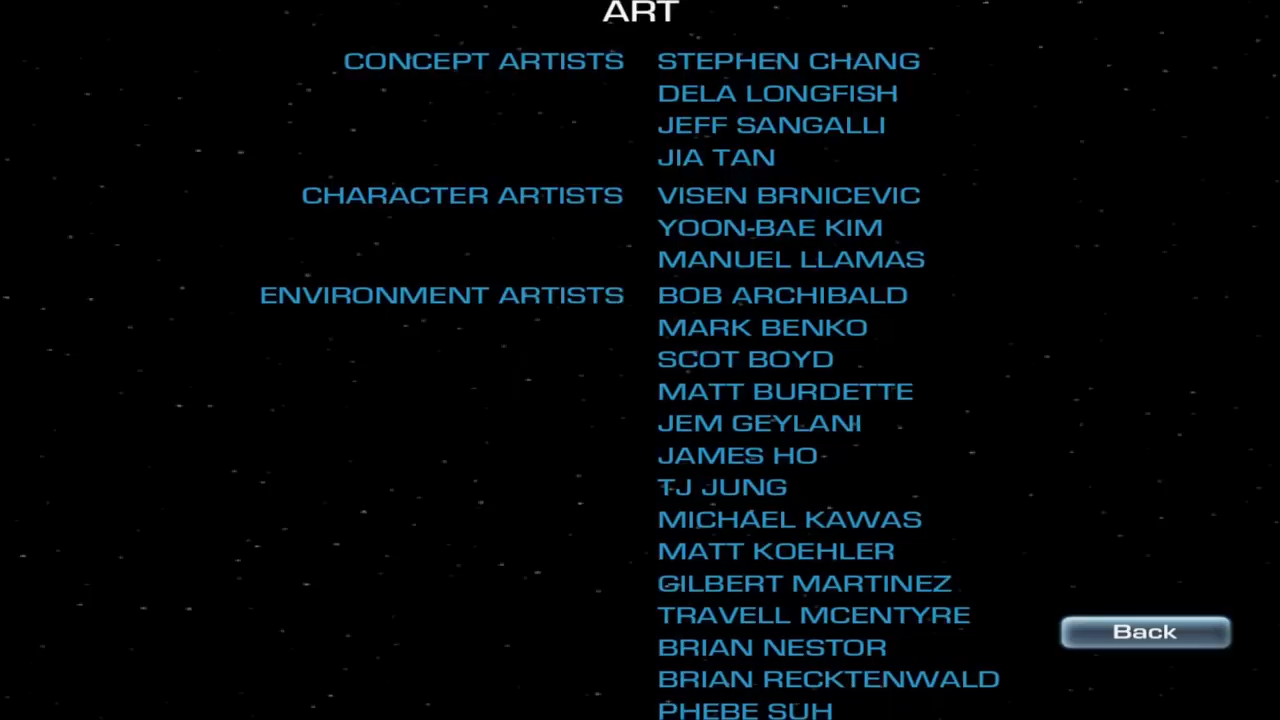 ART
CONCEPT ARTISTS STEPHEN CHANG
DELA LONGFISH
JEFF SANGALLI
JIA TAN
CHARACTER ARTISTS VISEN BRNICEVIC
YOON-BAE KIM
MANUEL LLAMAS
ENVIRONMENT ARTISTS BOB ARCHIBALD
MARK BENKO
SCOT BOYD
MATT BURDETTE
JEM GEYLANI
JAMES HO
TJ JUNG
MICHAEL KAWAS
MATT KOEHLER
GILBERT MARTINEZ
TRAVELL MCENTYRE
Back
BRIAN NESTOR
BRIAN RECKTENWALD
PHEBE SUH